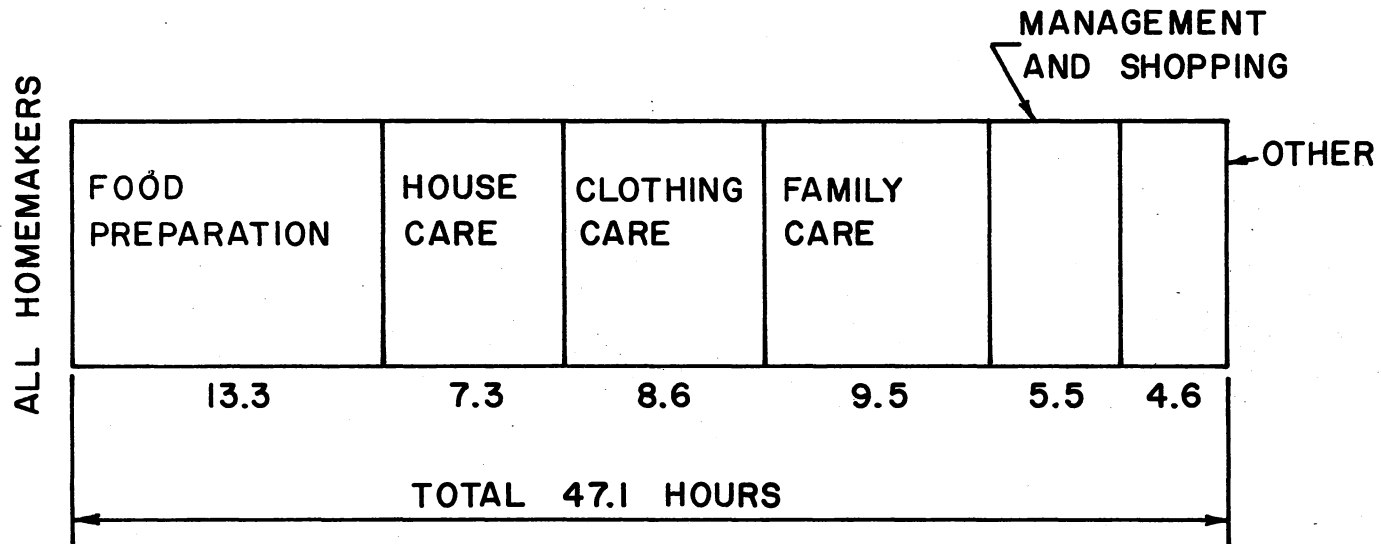 MANAGEMENT
AND SHOPPING
OTHER
ALL HOMEMAKERS
FOOD
PREPARATION
HOUSE
CARE
CLOTHING
CARE
FAMILY
CARE
13.3 7.3 8.6 9.5 5.5 4.6
TOTAL 47.1 HOURS